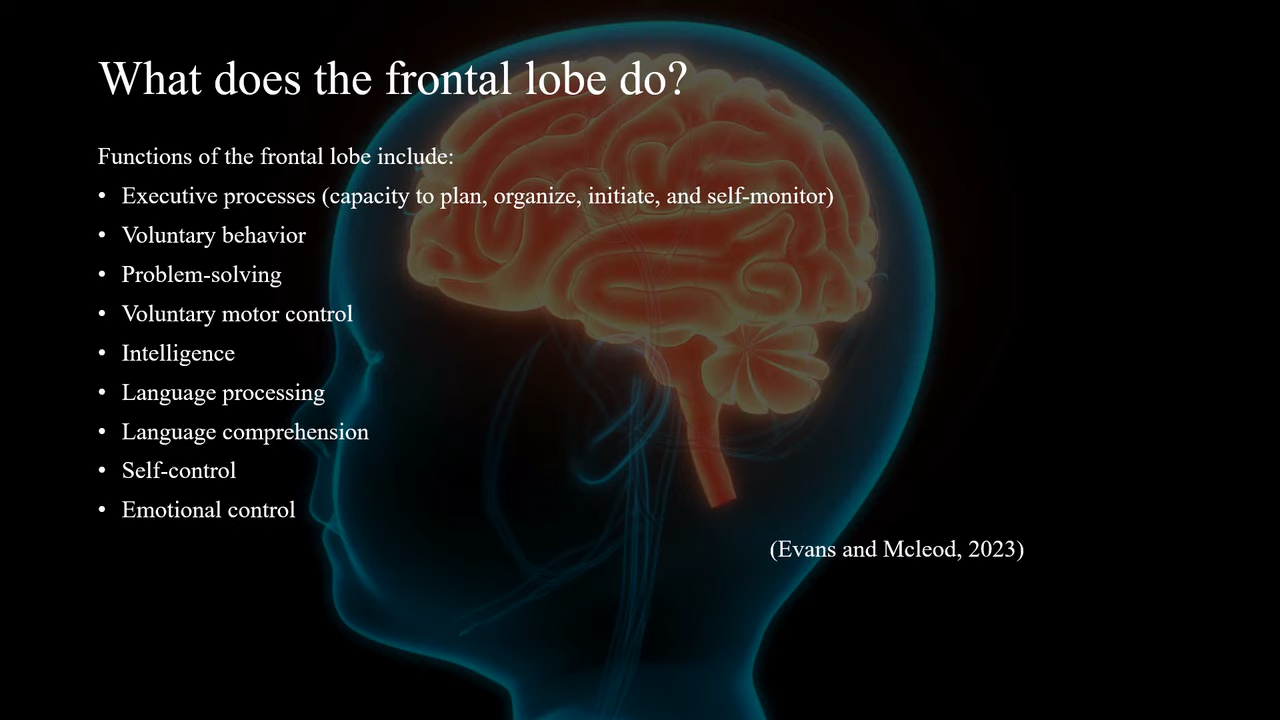 What does the frontal lobe do?
Functions of the frontal lobe include:
• Executive processes (capacity to plan, organize, initiate, and self-monitor)
• Voluntary behavior
• Problem-solving
• Voluntary motor control
• Intelligence
• Language processing
• Language comprehension
• Self-control
• Emotional control
(Evans and Mcleod, 2023)